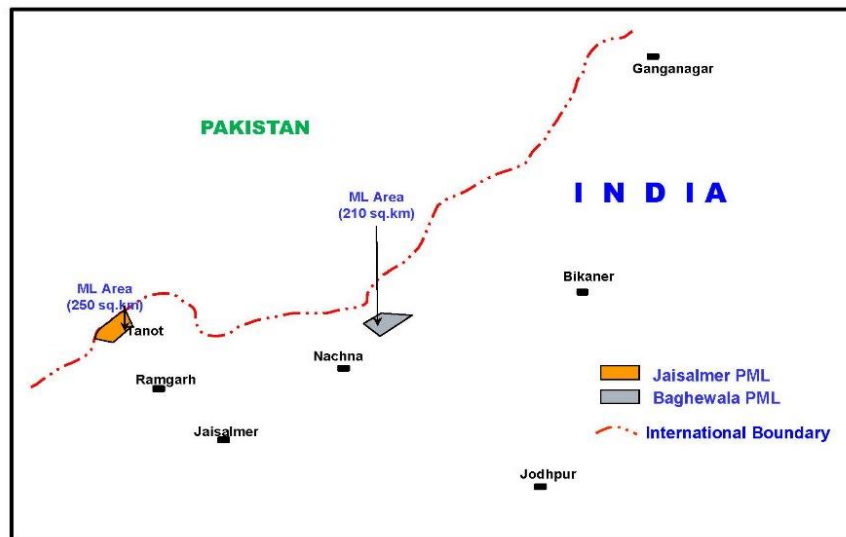 Ganganagar
PAKISTAN
INDIA
ML Area
(210 sq.km)
Bikaner
ML Area
(250 sq.km)
Tanot
Nachna
Ramgarh
Jaisalmer PML
Baghewala PML
Jaisalmer
International Boundary
Jodhpur